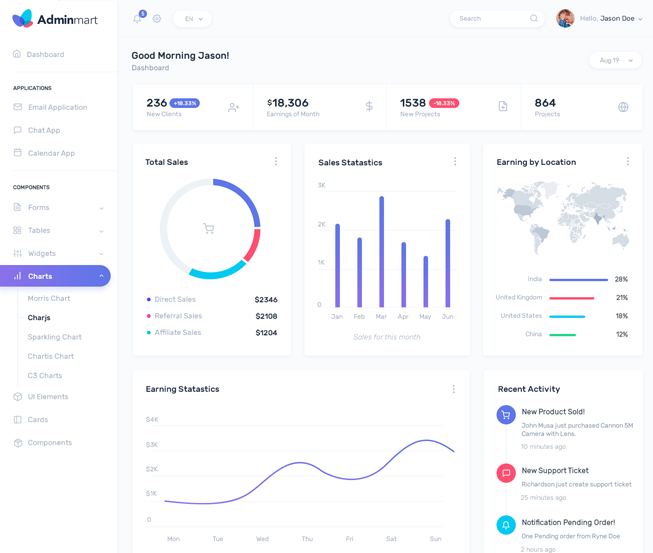 Adminmart
5
EN
Search
Hello, Jason Doe
Dashboard
APPLICATIONS
Email Application
Chat App
Calendar App
COMPONENTS
Forms
Tables
Widgets
Charts
Morris Chart
Charjs
Sparkling Chart
Chartis Chart
C3 Charts
UI Elements
Cards
Components
Good Morning Jason!
Dashboard
Aug 19
236 +18.33%
New Clients
$18,306
Earnings of Month
1538 -18.33%
New Projects
864
Projects
Total Sales
Direct Sales $2346
Referral Sales $2108
Affiliate Sales $1204
Sales Statastics
3K
2K
1K
0
Jan Feb Mar Apr May Jun
Sales for this month
Earning by Location
India 28%
United Kingdom 21%
United States 18%
China 12%
Earning Statastics
$4K
$3K
$2K
$1K
0
Mon Tue Wed Thu Fri Sat Sun
Recent Activity
New Product Sold!
John Musa just purchased Cannon 5M
Camera with Lens.
10 minutes ago
New Support Ticket
Richardson just create support ticket
25 minutes ago
Notification Pending Order!
One Pending order from Ryne Doe
2 hours ago